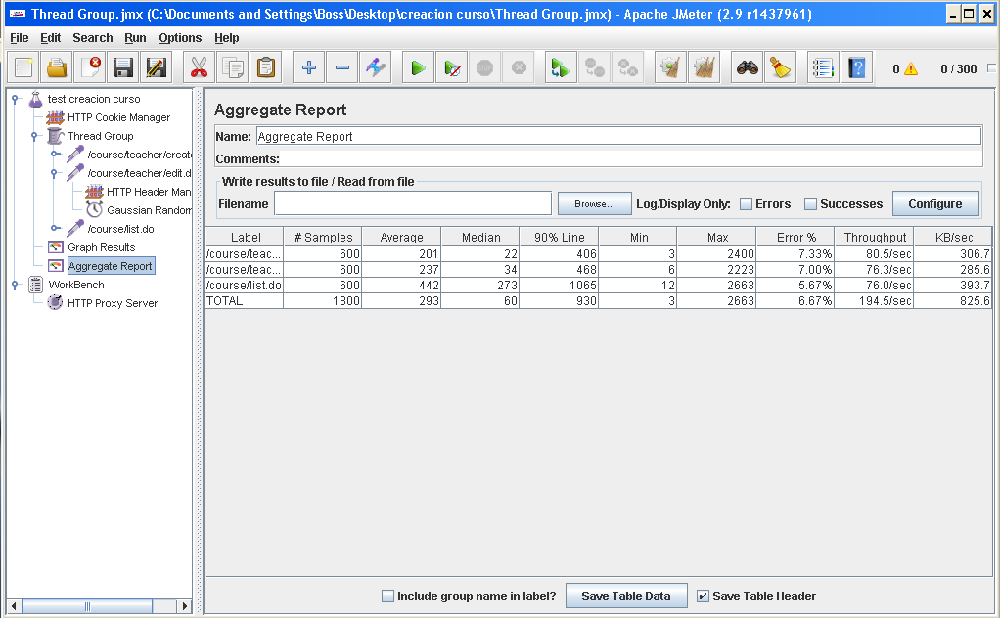 Thread Group.jmx (C:\Documents and Settings\Boss\Desktop\creacion curso\Thread Group.jmx) - Apache JMeter (2.9 r1437961)
File Edit Search Run Options Help
0 0 / 300
test creacion curso
HTTP Cookie Manager
Thread Group
/course/teacher/create
/course/teacher/edit.d
HTTP Header Man
Gaussian Random
/course/list.do
Graph Results
Aggregate Report
WorkBench
HTTP Proxy Server
Aggregate Report
Name: Aggregate Report
Comments:
Write results to file / Read from file
Filename Browse... Log/Display Only: Errors Successes Configure
Label # Samples Average Median 90% Line Min Max Error % Throughput KB/sec
/course/teac... 600 201 22 406 3 2400 7.33% 80.5/sec 306.7
/course/teac... 600 237 34 468 6 2223 7.00% 76.3/sec 285.6
/course/list.do 600 442 273 1065 12 2663 5.67% 76.0/sec 393.7
TOTAL 1800 293 60 930 3 2663 6.67% 194.5/sec 825.6
Include group name in label? Save Table Data Save Table Header